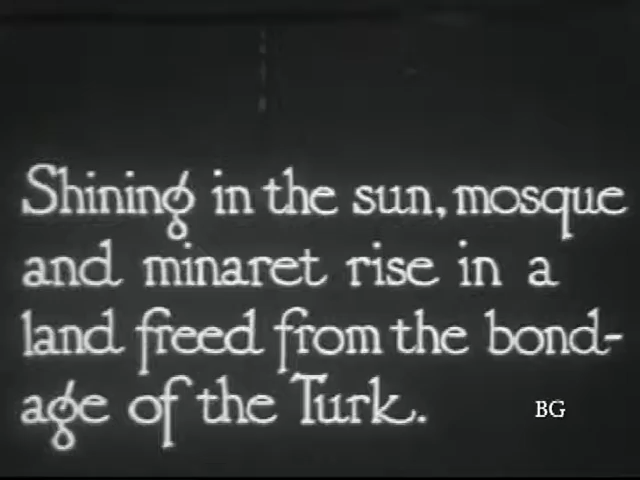 Shining in the sun, mosque
and minaret rise in a
land freed from the bond-
age of the Turk.
BG